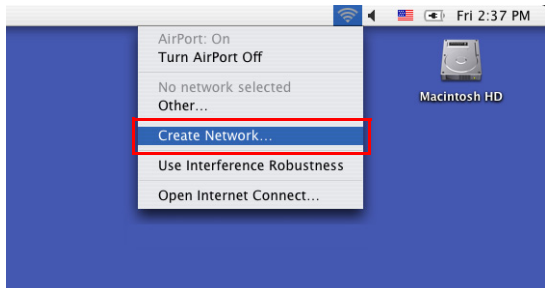 Fri 2:37 PM
AirPort: On
Turn AirPort Off
No network selected
Other...
Create Network...
Use Interference Robustness
Open Internet Connect...
Macintosh HD